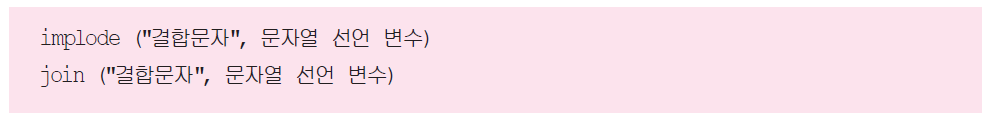 implode ("결합문자", 문자열 선언 변수)
join ("결합문자", 문자열 선언 변수)